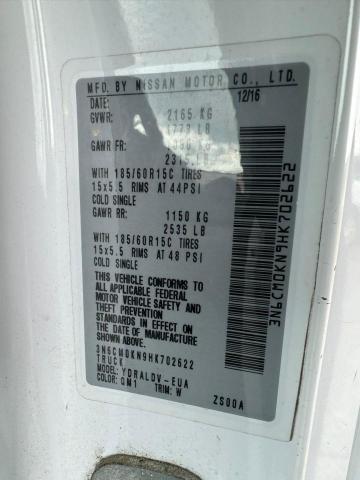 MFD. BY NISSAN MOTOR CO., LTD.
DATE: 12/16
GVWR: 2165 KG
LB
GAWR FR: KG
LB
WITH 185/60R15C TIRES
15x5.5 RIMS AT 44PSI
COLD SINGLE
GAWR RR: 1150 KG
2535 LB
WITH 185/60R15C TIRES
15x5.5 RIMS AT 48 PSI
COLD SINGLE
THIS VEHICLE CONFORMS TO
ALL APPLICABLE FEDERAL
MOTOR VEHICLE SAFETY AND
THEFT PREVENTION
STANDARDS IN EFFECT ON
THE DATE OF MANUFACTURE
SHOWN ABOVE.
3N6CM0KN9HK702622
TRUCK
MODEL: YDRALDV-EUA
COLOR: QM1 TRIM: W
ZS00A
3N6CM0KN9HK702622